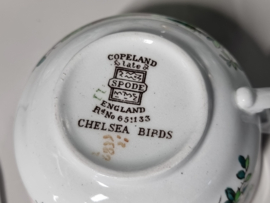 COPELAND
late
SPODE
ENGLAND
Rd No 651133
CHELSEA BIRDS